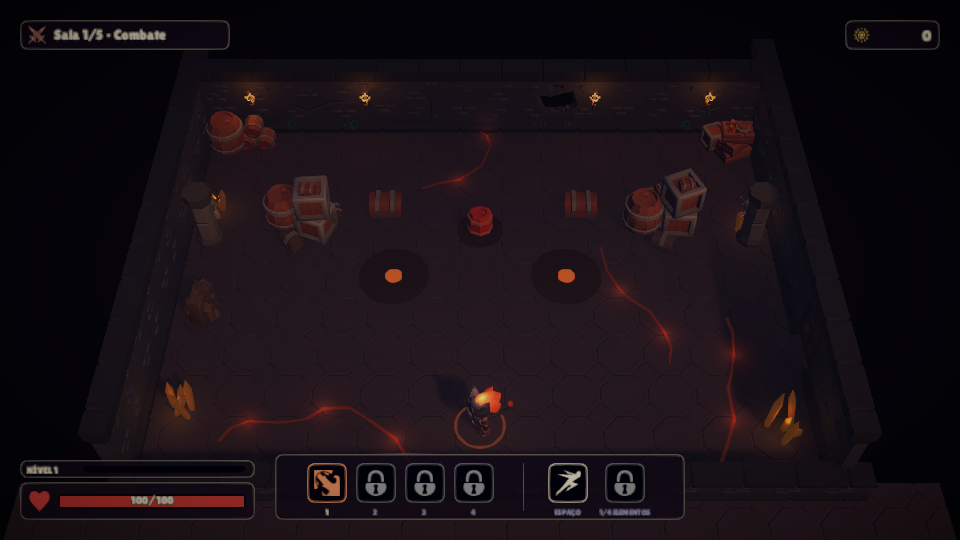 Sala 1/5 - Combate
0
NÍVEL 1
100/100
1
2
3
4
ESPAÇO
1/4 ELEMENTOS